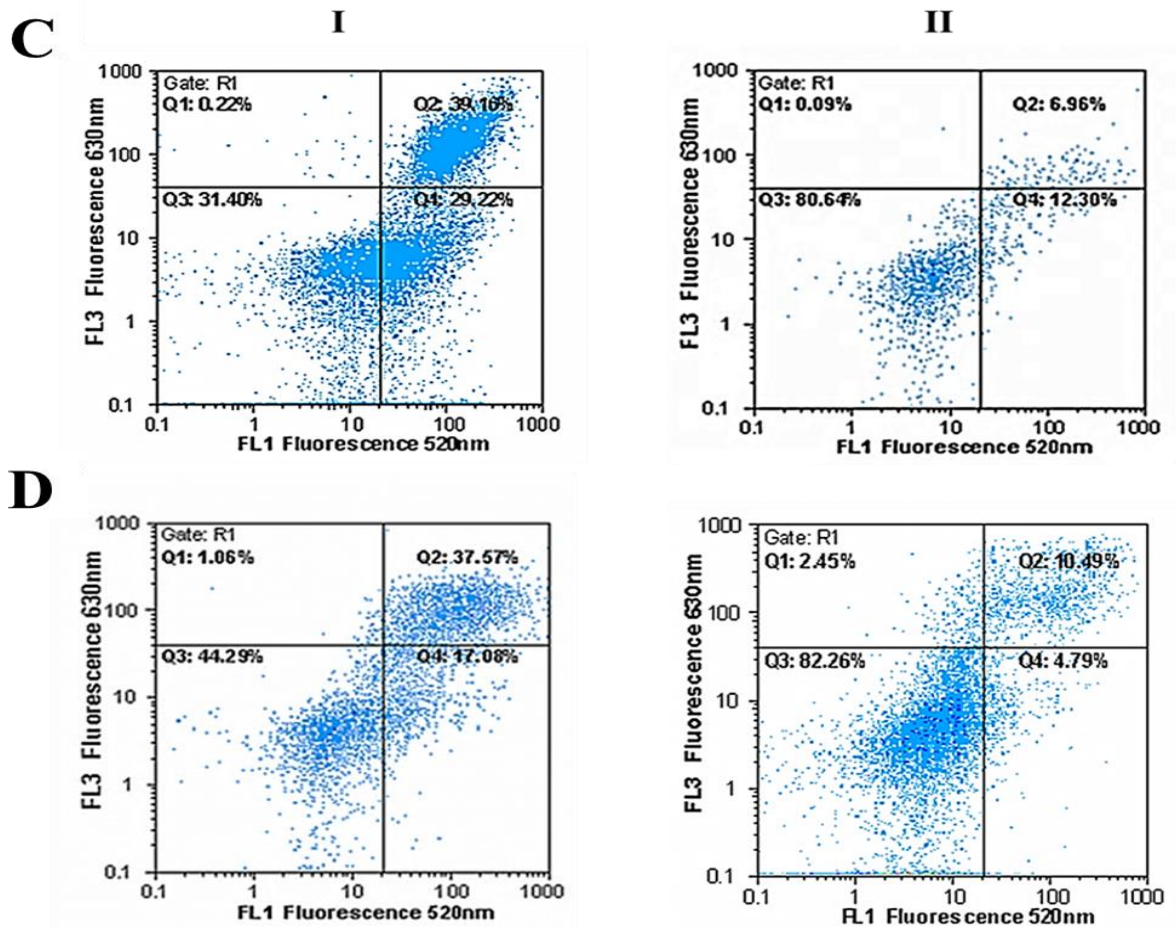 C
I
II
1000
100
10
1
0.1
FL3 Fluorescence 630nm
Gate: R1
Q1: 0.22%
Q2: 39.16%
Q3: 31.40%
Q4: 29.22%
0.1
1
10
100
1000
FL1 Fluorescence 520nm
1000
100
10
1
0.1
FL3 Fluorescence 630nm
Gate: R1
Q1: 0.09%
Q2: 6.96%
Q3: 80.64%
Q4: 12.30%
0.1
1
10
100
1000
FL1 Fluorescence 520nm
D
1000
100
10
1
0.1
FL3 Fluorescence 630nm
Gate: R1
Q1: 1.06%
Q2: 37.57%
Q3: 44.29%
Q4: 17.08%
0.1
1
10
100
1000
FL1 Fluorescence 520nm
1000
100
10
1
0.1
FL3 Fluorescence 630nm
Gate: R1
Q1: 2.45%
Q2: 10.49%
Q3: 82.26%
Q4: 4.79%
0.1
1
10
100
1000
FL1 Fluorescence 520nm